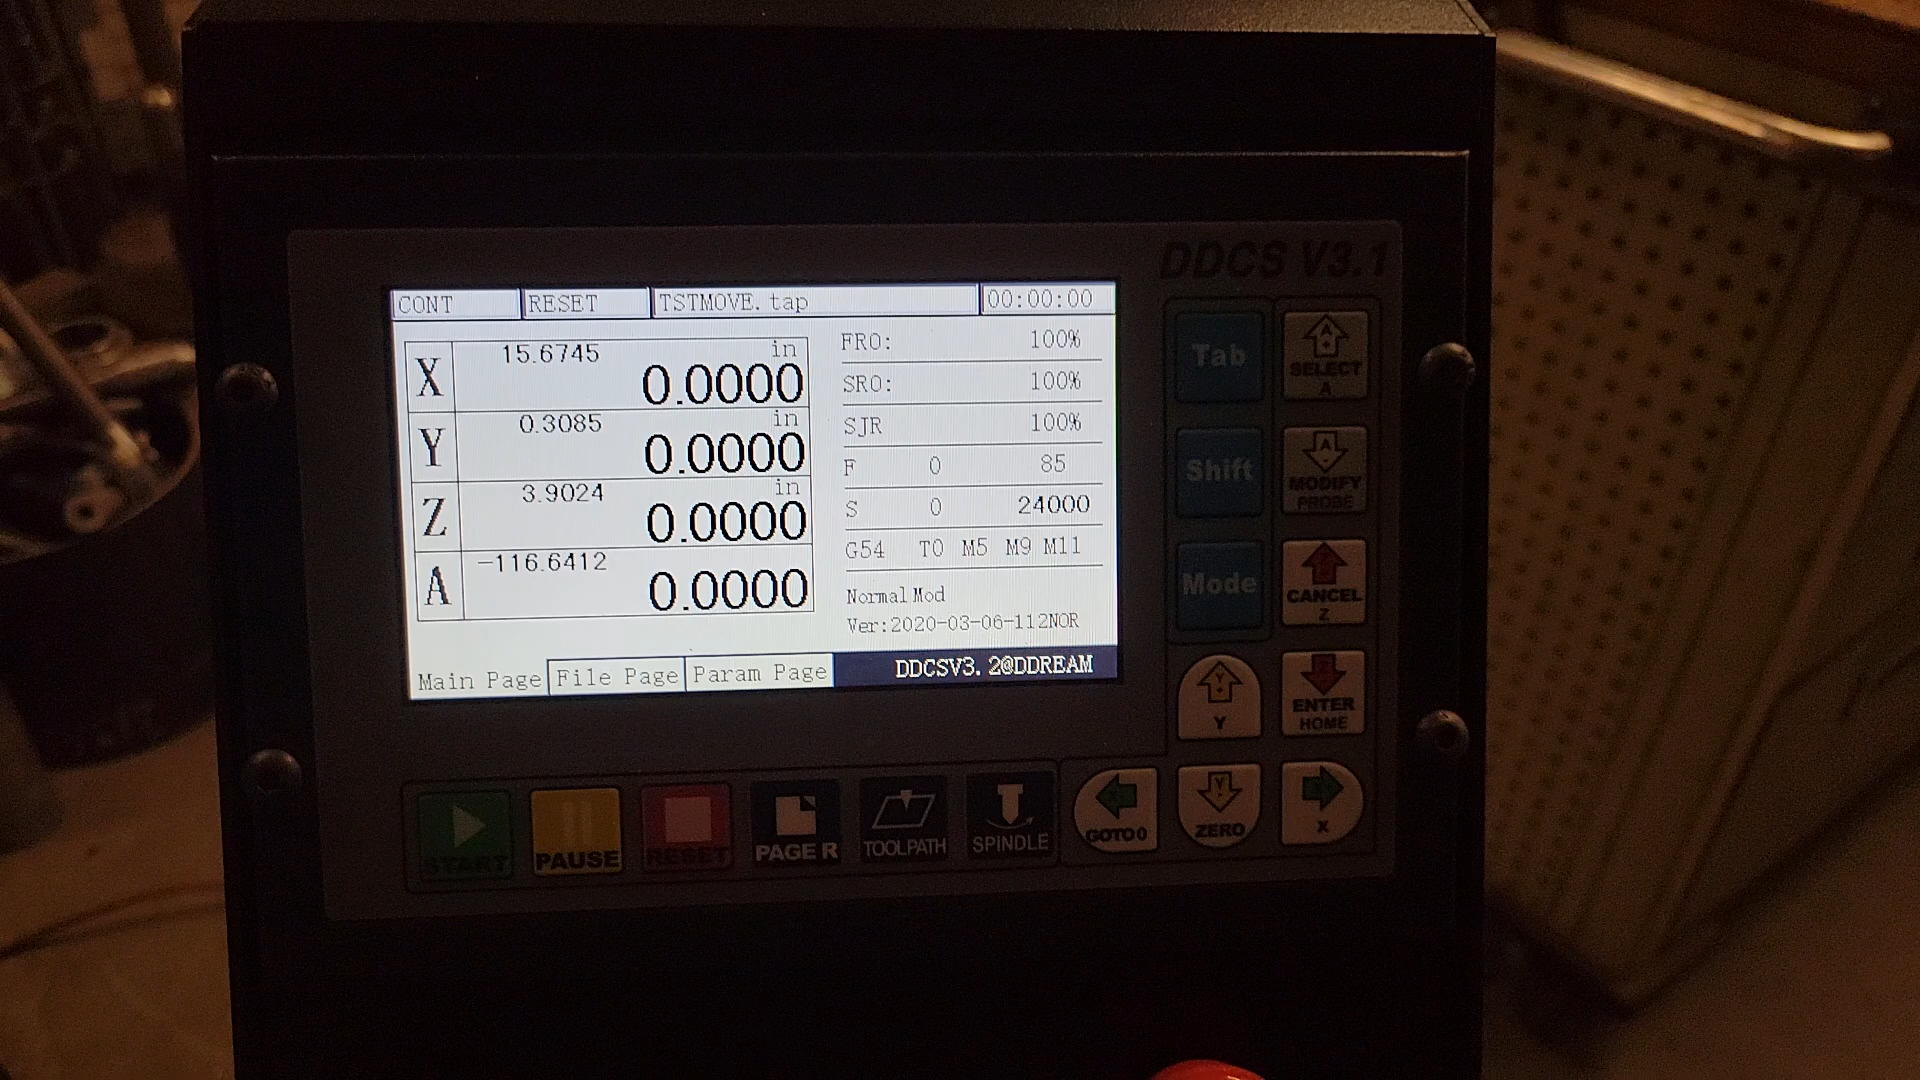 DDCS V3.1
CONT RESET TSTMOVE.tap 00:00:00
X 15.6745 in 0.0000
Y 0.3085 in 0.0000
Z 3.9024 in 0.0000
A -116.6412 0.0000
FRO: 100%
SRO: 100%
SJR 100%
F 0 85
S 0 24000
G54 T0 M5 M9 M11
Normal Mod
Ver:2020-03-06-112NOR
Main Page File Page Param Page DDCSV3.2@DDREAM
Tab
A+
SELECT
A
Shift
A-
MODIFY
PROBE
Mode
CANCEL
Z
Y+
Y
ENTER
HOME
START
PAUSE
RESET
PAGE R
TOOLPATH
SPINDLE
GOTO0
Y-
ZERO
X